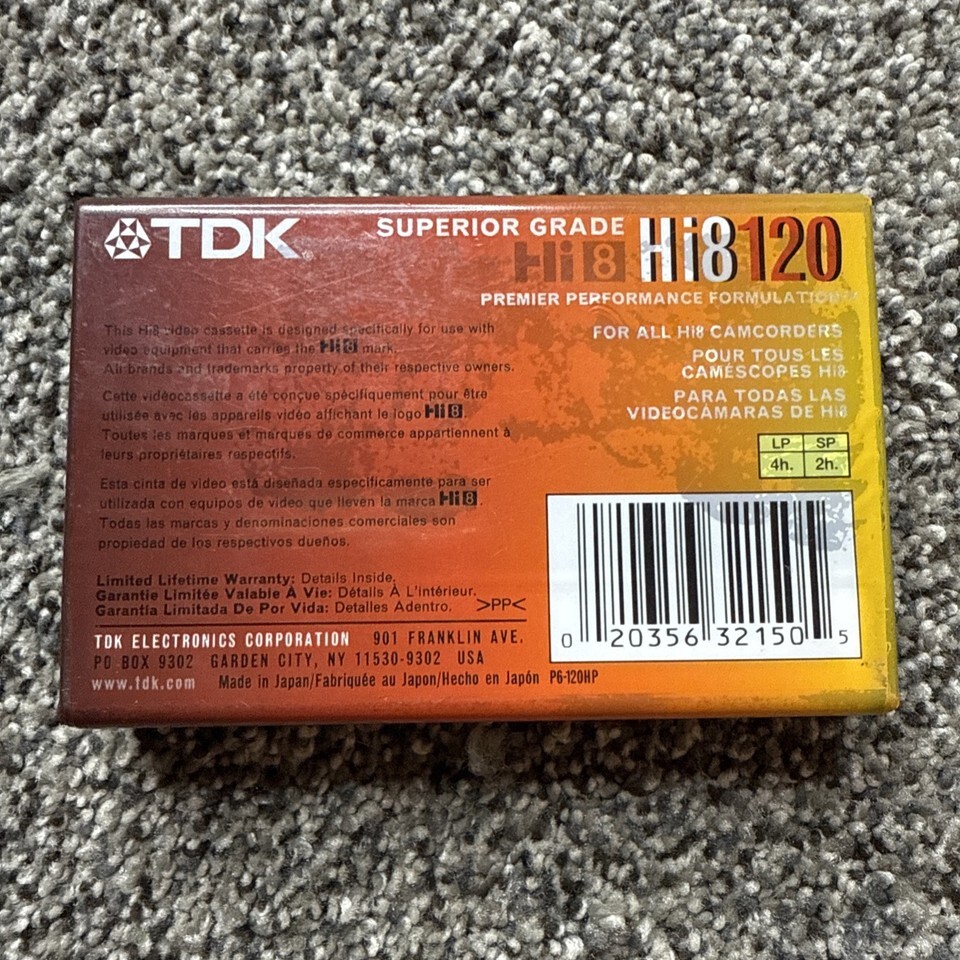 TDK
SUPERIOR GRADE Hi8 120
Hi8
PREMIER PERFORMANCE FORMULATION™
This Hi8 video cassette is designed specifically for use with
video equipment that carries the Hi8 mark.
All brands and trademarks property of their respective owners.
Cette vidéocassette a été conçue spécifiquement pour être
utilisée avec les appareils vidéo affichant le logo Hi8.
Toutes les marques et marques de commerce appartiennent à
leurs propriétaires respectifs.
Esta cinta de video está diseñada específicamente para ser
utilizada con equipos de video que lleven la marca Hi8.
Todas las marcas y denominaciones comerciales son
propiedad de los respectivos dueños.
FOR ALL Hi8 CAMCORDERS
POUR TOUS LES
CAMÉSCOPES Hi8
PARA TODAS LAS
VIDEOCÁMARAS DE Hi8
LP SP
4h. 2h.
Limited Lifetime Warranty: Details Inside.
Garantie Limitée Valable À Vie: Détails À L'intérieur.
Garantía Limitada De Por Vida: Detalles Adentro. >PP<
TDK ELECTRONICS CORPORATION 901 FRANKLIN AVE.
PO BOX 9302 GARDEN CITY, NY 11530-9302 USA
www.tdk.com Made in Japan/Fabriquée au Japon/Hecho en Japón P6-120HP
0 20356 32150 5